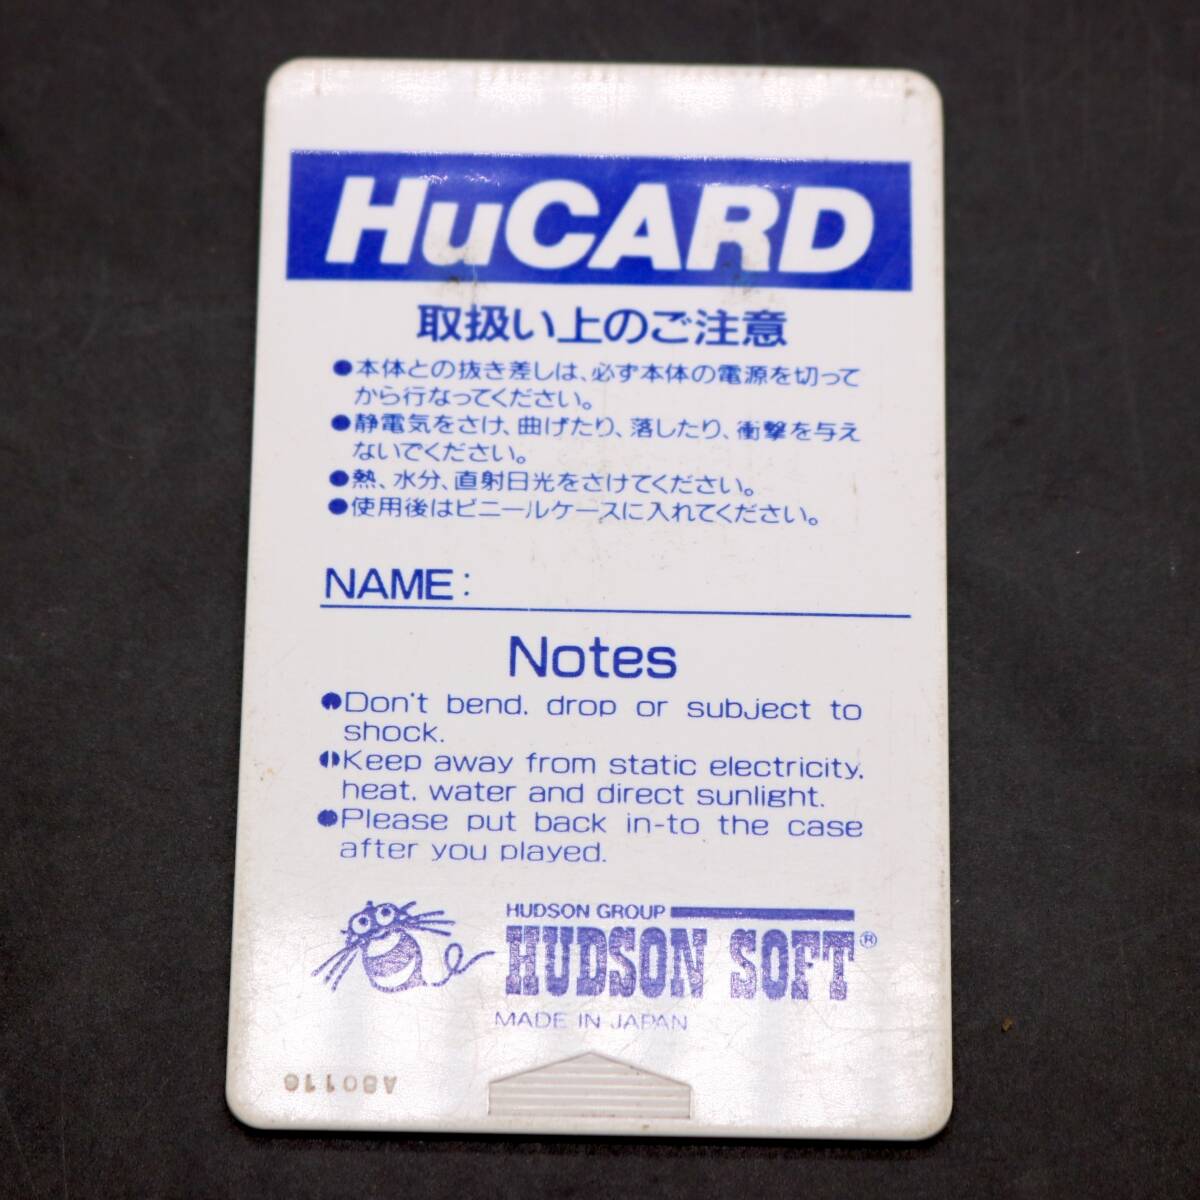 HuCARD
取扱い上のご注意
●本体との抜き差しは、必ず本体の電源を切って
から行なってください。
●静電気をさけ、曲げたり、落したり、衝撃を与え
ないでください。
●熱、水分、直射日光をさけてください。
●使用後はビニールケースに入れてください。
NAME:
Notes
●Don't bend, drop or subject to
shock.
●Keep away from static electricity,
heat, water and direct sunlight.
●Please put back in-to the case
after you played.
HUDSON GROUP
HUDSON SOFT®
MADE IN JAPAN